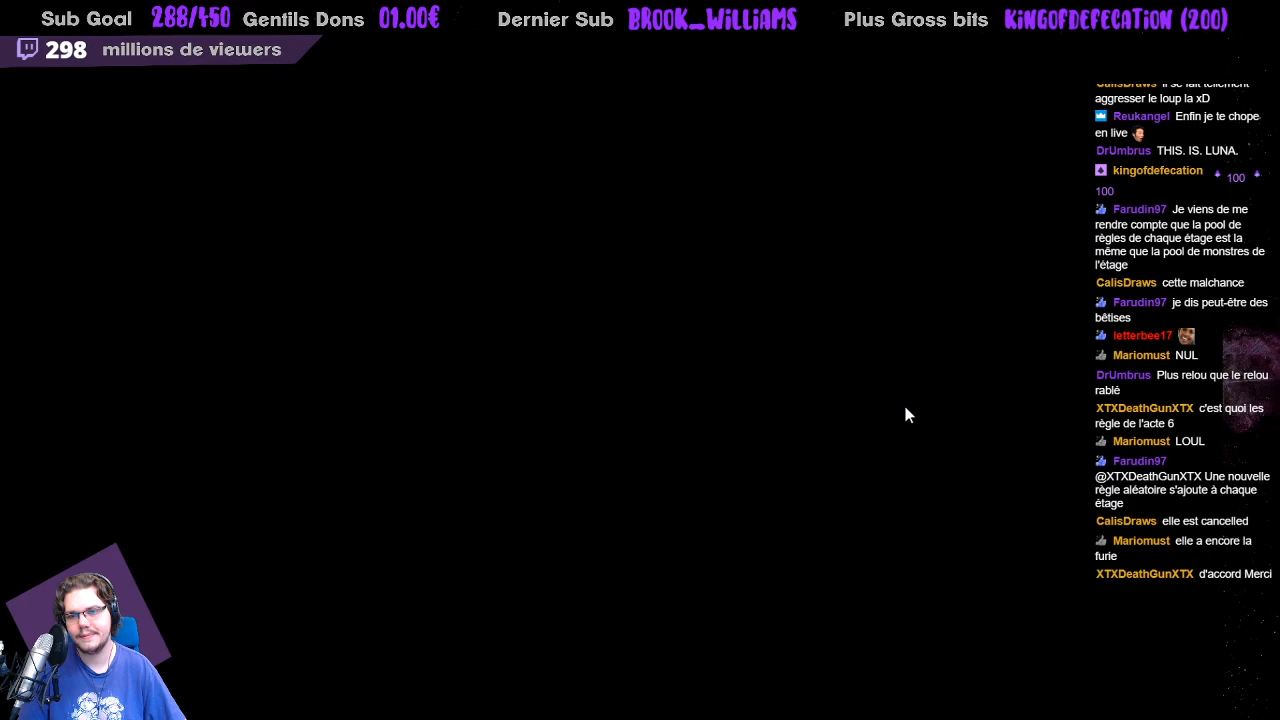 Sub Goal 288/450 Gentils Dons 01.00€ Dernier Sub BROOK_WILLIAMS Plus Gross bits KINGOFDEFECATION (200)
298 millions de viewers
CalisDraws il se fait tellement
aggresser le loup la xD
Reukangel Enfin je te chope
en live
DrUmbrus THIS. IS. LUNA.
kingofdefecation 100
100
Farudin97 Je viens de me
rendre compte que la pool de
règles de chaque étage est la
même que la pool de monstres de
l'étage
CalisDraws cette malchance
Farudin97 je dis peut-être des
bêtises
letterbee17
Mariomust NUL
DrUmbrus Plus relou que le relou
rablé
XTXDeathGunXTX c'est quoi les
règle de l'acte 6
Mariomust LOUL
Farudin97
@XTXDeathGunXTX Une nouvelle
règle aléatoire s'ajoute à chaque
étage
CalisDraws elle est cancelled
Mariomust elle a encore la
furie
XTXDeathGunXTX d'accord Merci